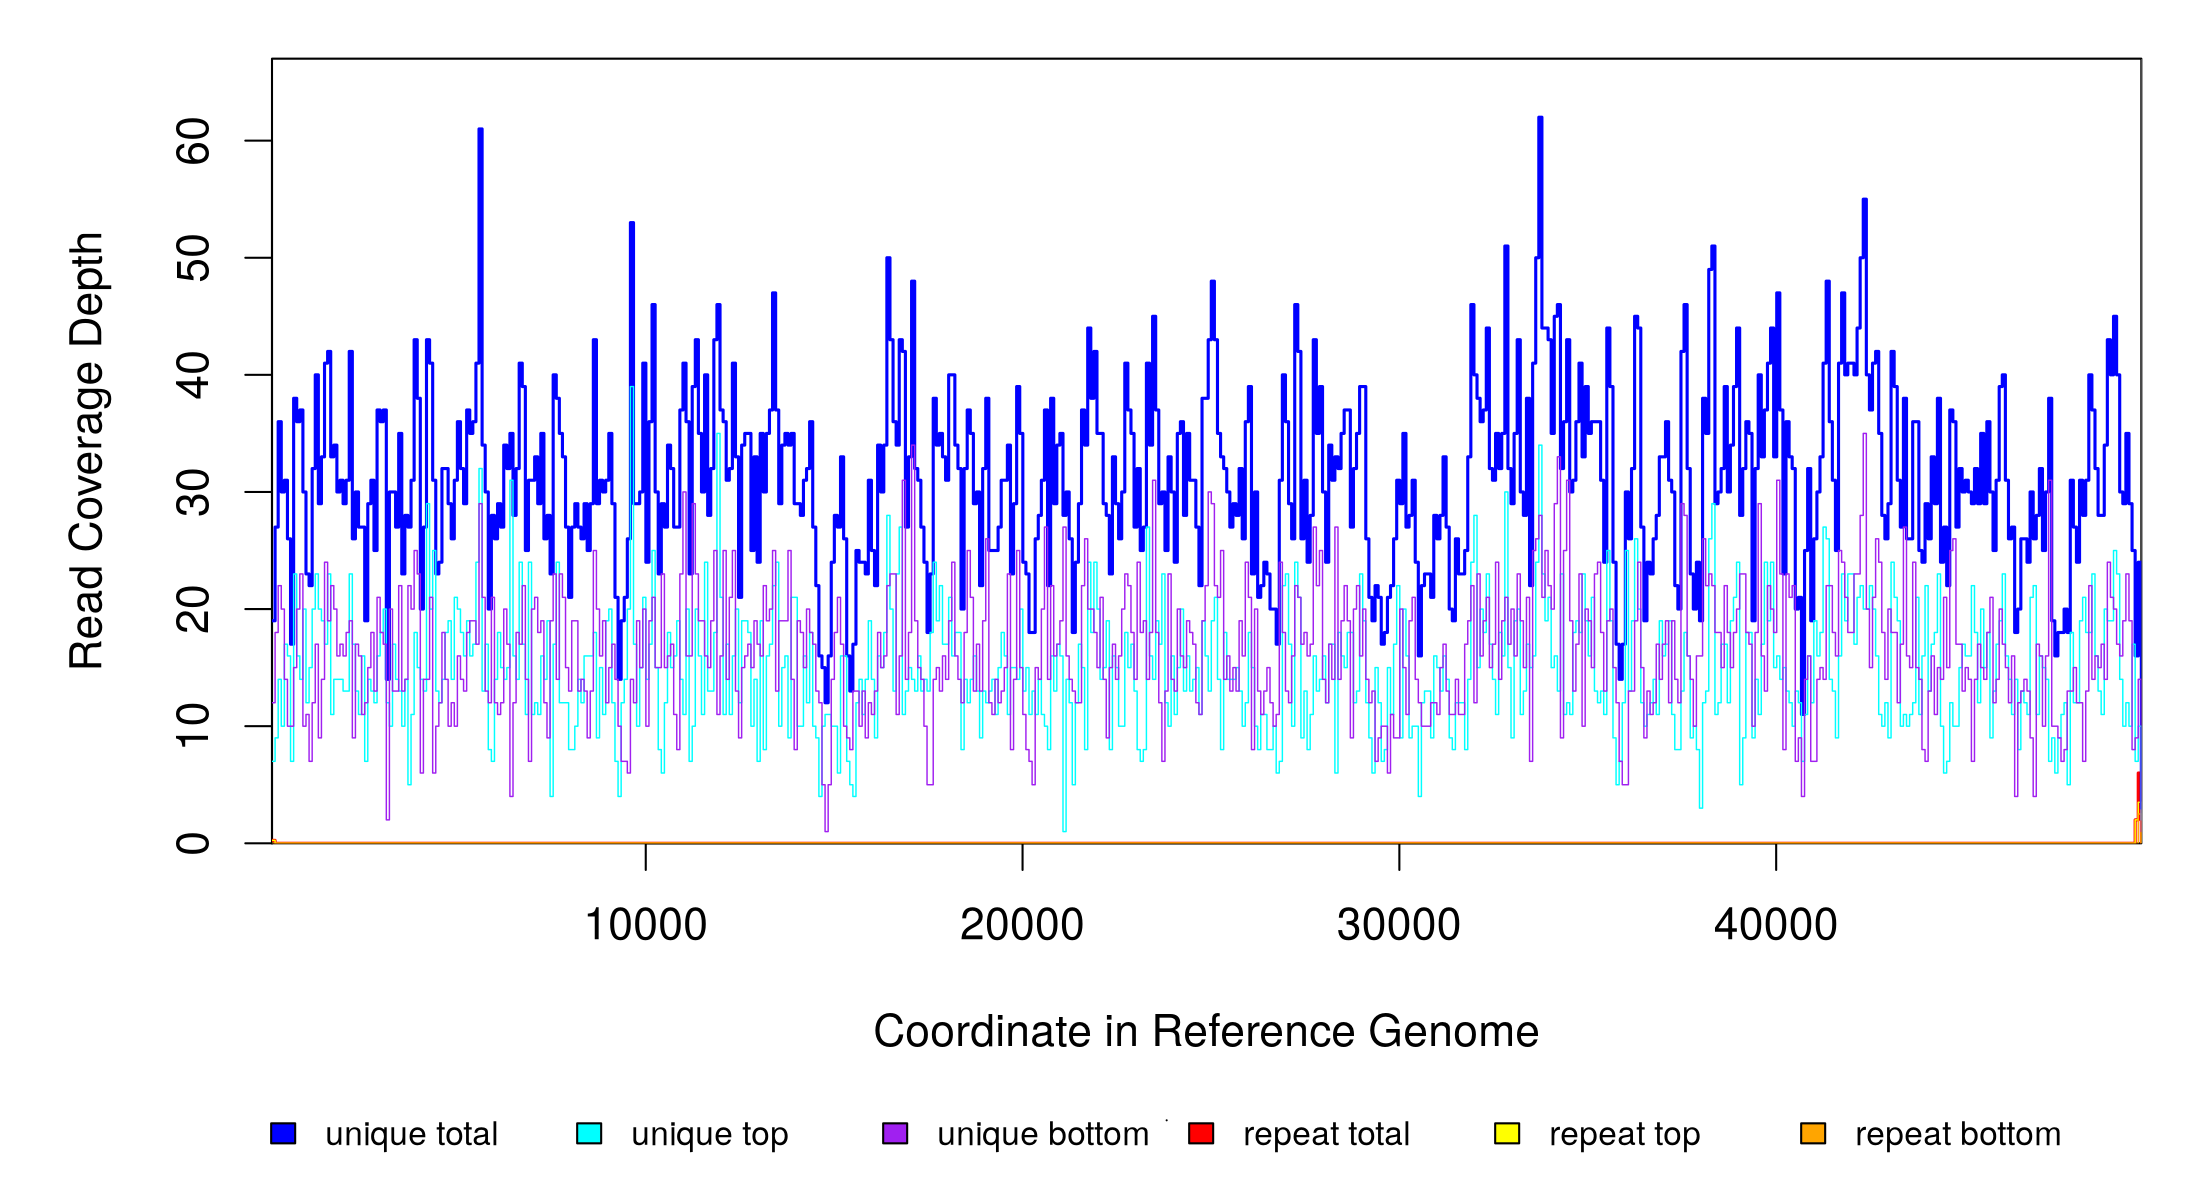 Read Coverage Depth
60
50
40
30
20
10
0
10000 20000 30000 40000
Coordinate in Reference Genome
unique total unique top unique bottom repeat total repeat top repeat bottom